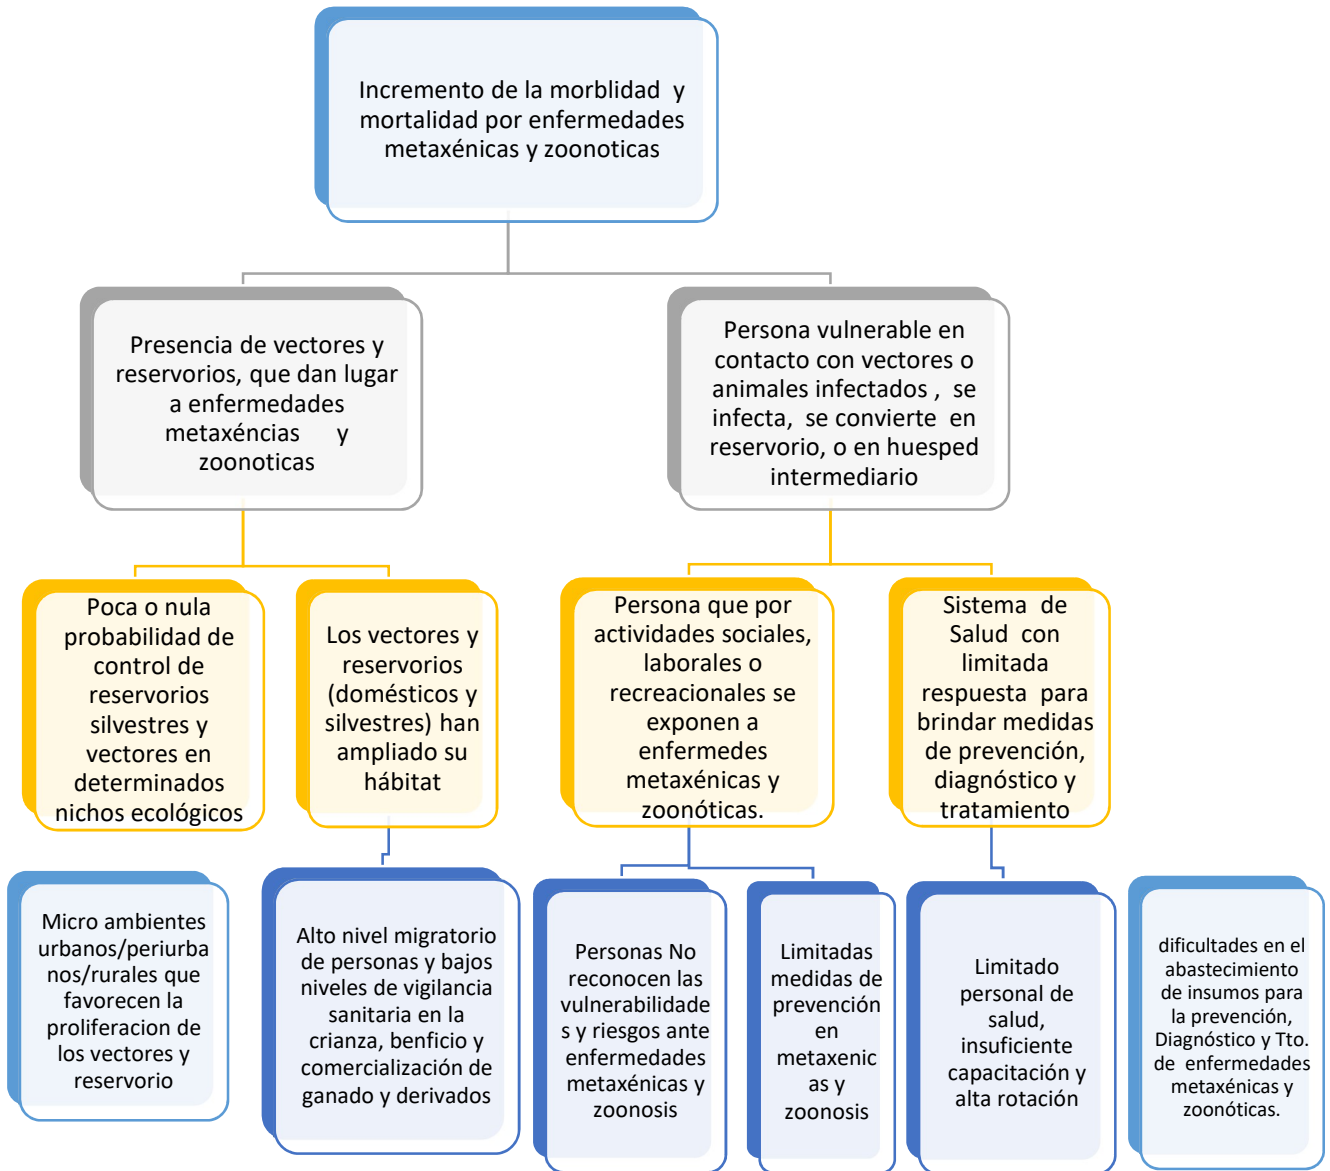 Incremento de la morblidad y
mortalidad por enfermedades
metaxénicas y zoonoticas
Presencia de vectores y
reservorios, que dan lugar
a enfermedades
metaxéncias y
zoonoticas
Persona vulnerable en
contacto con vectores o
animales infectados , se
infecta, se convierte en
reservorio, o en huesped
intermediario
Poca o nula
probabilidad de
control de
reservorios
silvestres y
vectores en
determinados
nichos ecológicos
Los vectores y
reservorios
(domésticos y
silvestres) han
ampliado su
hábitat
Persona que por
actividades sociales,
laborales o
recreacionales se
exponen a
enfermedes
metaxénicas y
zoonóticas.
Sistema de
Salud con
limitada
respuesta para
brindar medidas
de prevención,
diagnóstico y
tratamiento
Micro ambientes
urbanos/periurba
nos/rurales que
favorecen la
proliferacion de
los vectores y
reservorio
Alto nivel migratorio
de personas y bajos
niveles de vigilancia
sanitaria en la
crianza, benficio y
comercialización de
ganado y derivados
Personas No
reconocen las
vulnerabilidade
s y riesgos ante
enfermedades
metaxénicas y
zoonosis
Limitadas
medidas de
prevención
en
metaxenic
as y
zoonosis
Limitado
personal de
salud,
insuficiente
capacitación y
alta rotación
dificultades en el
abastecimiento
de insumos para
la prevención,
Diagnóstico y Tto.
de enfermedades
metaxénicas y
zoonóticas.